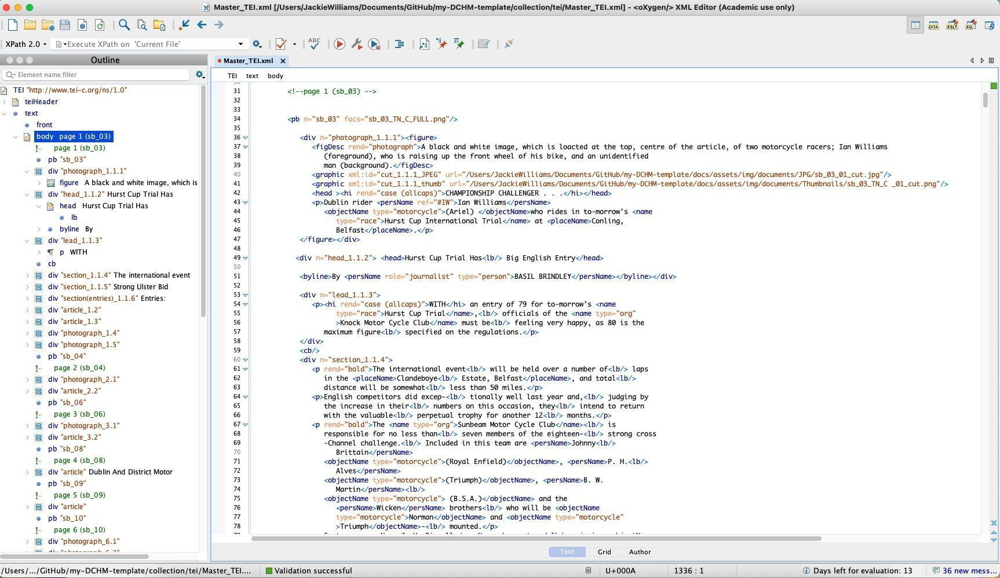 Master_TEI.xml [/Users/JackieWilliams/Documents/GitHub/my-DCHM-template/collection/tei/Master_TEI.xml] - <oXygen/> XML Editor (Academic use only)
DITA XSLT XQ
XPath 2.0 Execute XPath on 'Current File' ABC
Outline
Element name filter
TEI "http://www.tei-c.org/ns/1.0"
teiHeader
text
front
body page 1 (sb_03)
page 1 (sb_03)
pb "sb_03"
div "photograph_1.1.1"
figure A black and white image, which is
div "head_1.1.2" Hurst Cup Trial Has
head Hurst Cup Trial Has
lb
byline By
div "lead_1.1.3"
p WITH
cb
div "section_1.1.4" The international event
div "section_1.1.5" Strong Ulster Bid
div "section(entries)_1.1.6" Entries:
div "article_1.2"
div "article_1.3"
div "photograph_1.4"
div "photograph_1.5"
pb "sb_04"
page 2 (sb_04)
div "photograph_2.1"
div "article_2.2"
pb "sb_06"
page 3 (sb_06)
div "photograph_3.1"
div "article_3.2"
pb "sb_08"
page 4 (sb_08)
div "article" Dublin And District Motor
pb "sb_09"
page 5 (sb_09)
div "article"
pb "sb_10"
page 6 (sb_10)
div "photograph_6.1"
Master_TEI.xml
TEI text body
31 <!--page 1 (sb_03) -->
32
33
34 <pb n="sb_03" facs="sb_03_TN_C_FULL.png"/>
35
36 <div n="photograph_1.1.1"><figure>
37 <figDesc rend="photograph">A black and white image, which is loacted at the top, centre of the article, of two motorcycle racers; Ian Williams
38 (foreground), who is raising up the front wheel of his bike, and an unidentified
39 man (background).</figDesc>
40 <graphic xml:id="cut_1.1.1_JPEG" url="/Users/JackieWilliams/Documents/GitHub/my-DCHM-template/docs/assets/img/documents/JPG/sb_03_01_cut.jpg"/>
41 <graphic xml:id="cut_1.1.1_thumb" url="/Users/JackieWilliams/Documents/GitHub/my-DCHM-template/docs/assets/img/documents/Thumbnails/sb_03_TN_C _01_cut.png"/>
42 <head ><hi rend="case (allcaps)">CHAMPIONSHIP CHALLENGER . . .</hi></head>
43 <p>Dublin rider <persName ref="#IW">Ian Williams</persName>
44 <objectName type="motorcycle">(Ariel) </objectName>who rides in to-morrow’s <name
45 type="race">Hurst Cup International Trial</name> at <placeName>Conling,
46 Belfast</placeName>.</p>
47 </figure></div>
48
49 <div n="head_1.1.2"> <head>Hurst Cup Trial Has<lb/> Big English Entry</head>
50
51 <byline>By <persName role="journalist" type="person">BASIL BRINDLEY</persName></byline></div>
52
53 <div n="lead_1.1.3">
54 <p><hi rend="case (allcaps)">WITH</hi> an entry of 79 for to-morrow’s <name
55 type="race">Hurst Cup Trial</name>,<lb/> officials of the <name type="org"
56 >Knock Motor Cycle Club</name> must be<lb/> feeling very happy, as 80 is the
57 maximum figure<lb/> specified on the regulations.</p>
58 </div>
59 <cb/>
60 <div n="section_1.1.4">
61 <p rend="bold">The international event<lb/> will be held over a number of<lb/> laps
62 in the <placeName>Clandeboye<lb/> Estate, Belfast</placeName>, and total<lb/>
63 distance will be somewhat<lb/> less than 50 miles.</p>
64 <p>English competitors did excep-<lb/> tionally well last year and,<lb/> judging by
65 the increase in their<lb/> numbers on this occasion, they<lb/> intend to return
66 with the valuable<lb/> perpetual trophy for another 12<lb/> months.</p>
67 <p rend="bold">The <name type="org">Sunbeam Motor Cycle Club</name><lb/> is
68 responsible for no less than<lb/> seven members of the eighteen-<lb/> strong cross
69 -Channel challenge.<lb/> Included in this team are <persName>Johnny<lb/>
70 Brittain</persName>
71 <objectName type="motorcycle">(Royal Enfield)</objectName>, <persName>P. H.<lb/>
72 Alves</persName>
73 <objectName type="motorcycle">(Triumph)</objectName>, <persName>B. W.
74 Martin</persName><lb/>
75 <objectName type="motorcycle"> (B.S.A.)</objectName> and the
76 <persName>Wicken</persName> brothers<lb/> who will be <objectName
77 type="motorcycle">Norman</objectName> and <objectName type="motorcycle"
78 >Triumph</objectName>-<lb/> mounted.</p>
Text Grid Author
/Users/.../GitHub/my-DCHM-template/collection/tei/Master_TEI.xml.... Validation successful U+000A 1336 : 1 Days left for evaluation: 13 36 new mess...